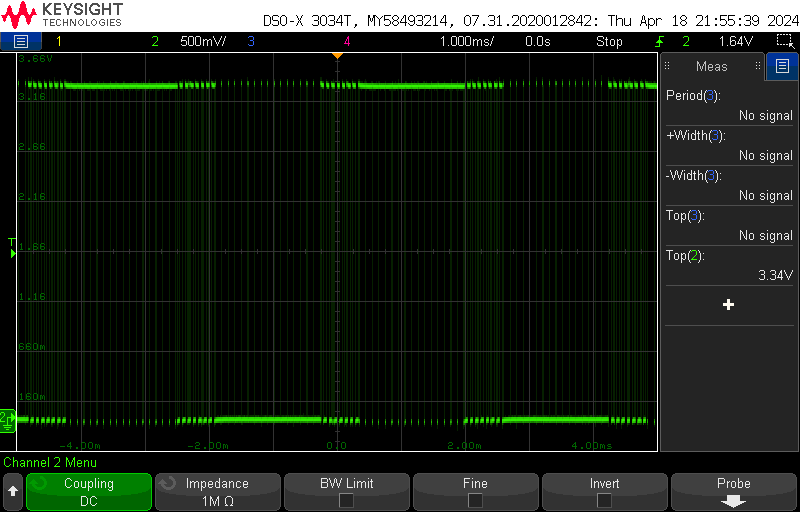 KEYSIGHT
TECHNOLOGIES
DSO-X 3034T, MY58493214, 07.31.2020012842: Thu Apr 18 21:55:39 2024
1 2 500mV/ 3 4 1.000ms/ 0.0s Stop 2 1.64V
3.66V
3.16
2.66
2.16
1.66
1.16
660m
160m
T
2
-4.00m -2.00m 0.0 2.00m 4.00ms
Meas
Period(3):
No signal
+Width(3):
No signal
-Width(3):
No signal
Top(3):
No signal
Top(2):
3.34V
+
Channel 2 Menu
Coupling
DC
Impedance
1M Ω
BW Limit
Fine
Invert
Probe